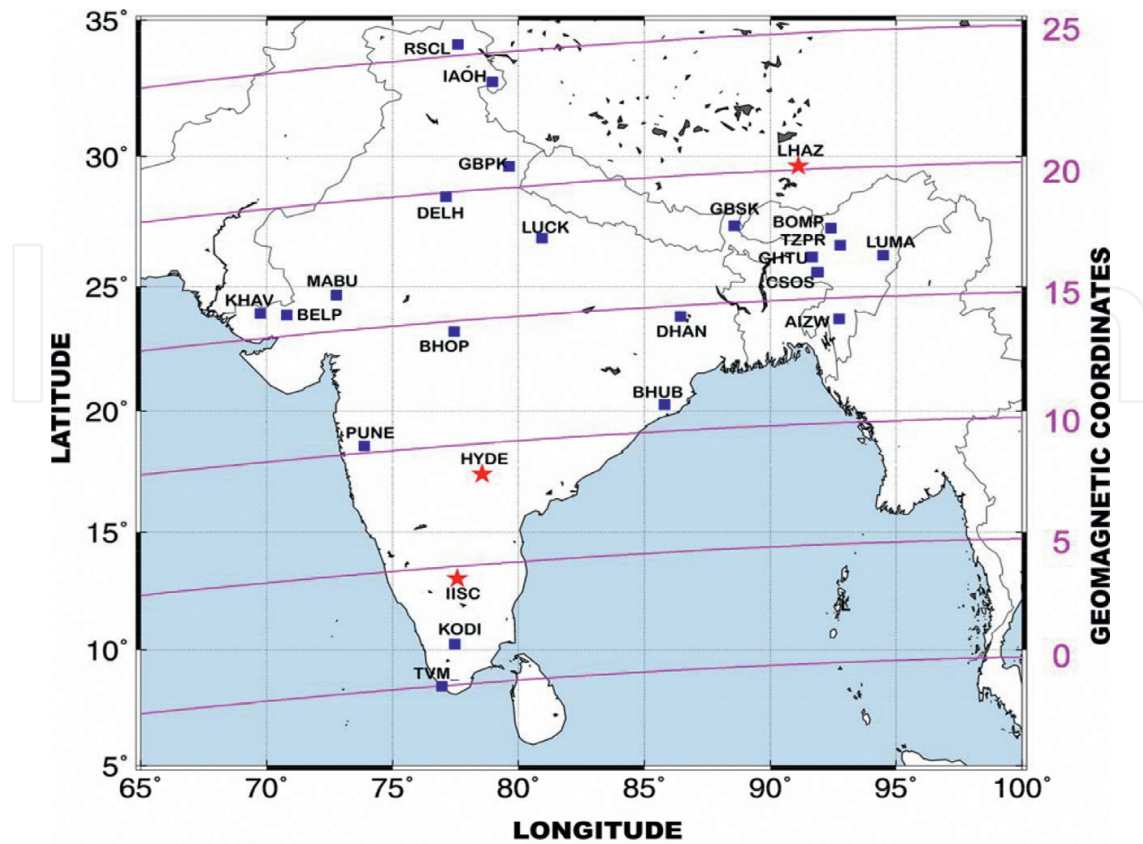 35°
25
RSCL
IAOH
LHAZ
30°
GBPK
20
DELH
GBSK
BOMP
LUCK
TZPR
LUMA
GHTU
CSOS
MABU
25°
15
KHAV
BELP
AIZW
DHAN
BHOP
BHUB
20°
10
PUNE
HYDE
15°
5
IISC
KODI
10°
0
TVM_
5°
65
70
75
80
85
90
95
100°
LATITUDE
GEOMAGNETIC COORDINATES
LONGITUDE